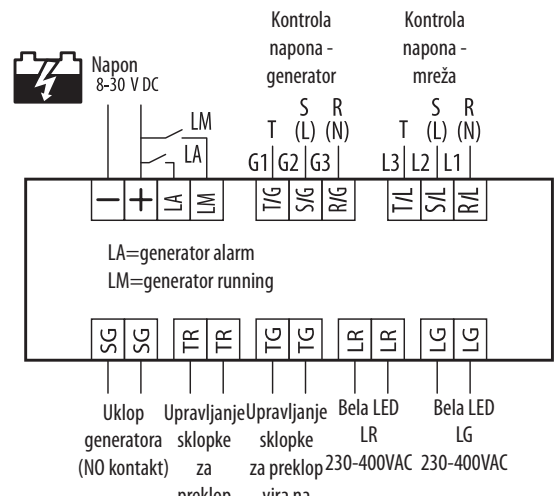 Kontrola
napona -
generator
Kontrola
napona -
mreža
Napon
8-30 V DC
LM
LA
T
S
(L)
R
(N)
G1 G2 G3
T
S
(L)
R
(N)
L3 L2 L1
− + LA LM
T/G S/G R/G
T/L S/L R/L
LA=generator alarm
LM=generator running
SG SG TR TR TG TG LR LR LG LG
Uklop
generatora
(NO kontakt)
Upravljanje
sklopke
za
preklop
Upravljanje
sklopke
za preklop
vira na
Bela LED
LR
230-400VAC
Bela LED
LG
230-400VAC